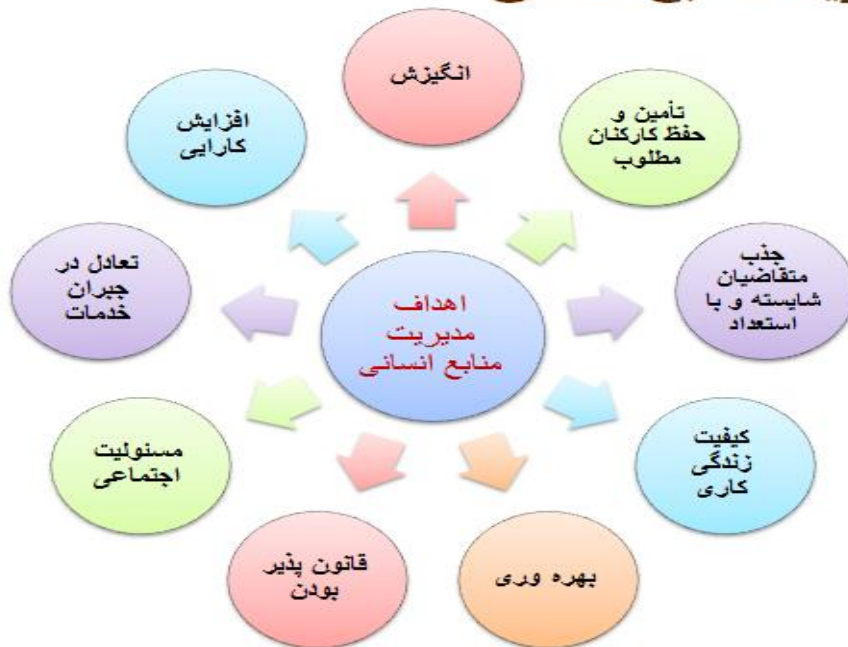 انگیزش
تأمین و
حفظ کارکنان
مطلوب
جذب
متقاضیان
شایسته و با
استعداد
کیفیت
زندگی
کاری
بهره وری
قانون پذیر
بودن
مسئولیت
اجتماعی
تعادل در
جبران
خدمات
افزایش
کارایی
اهداف
مدیریت
منابع انسانی